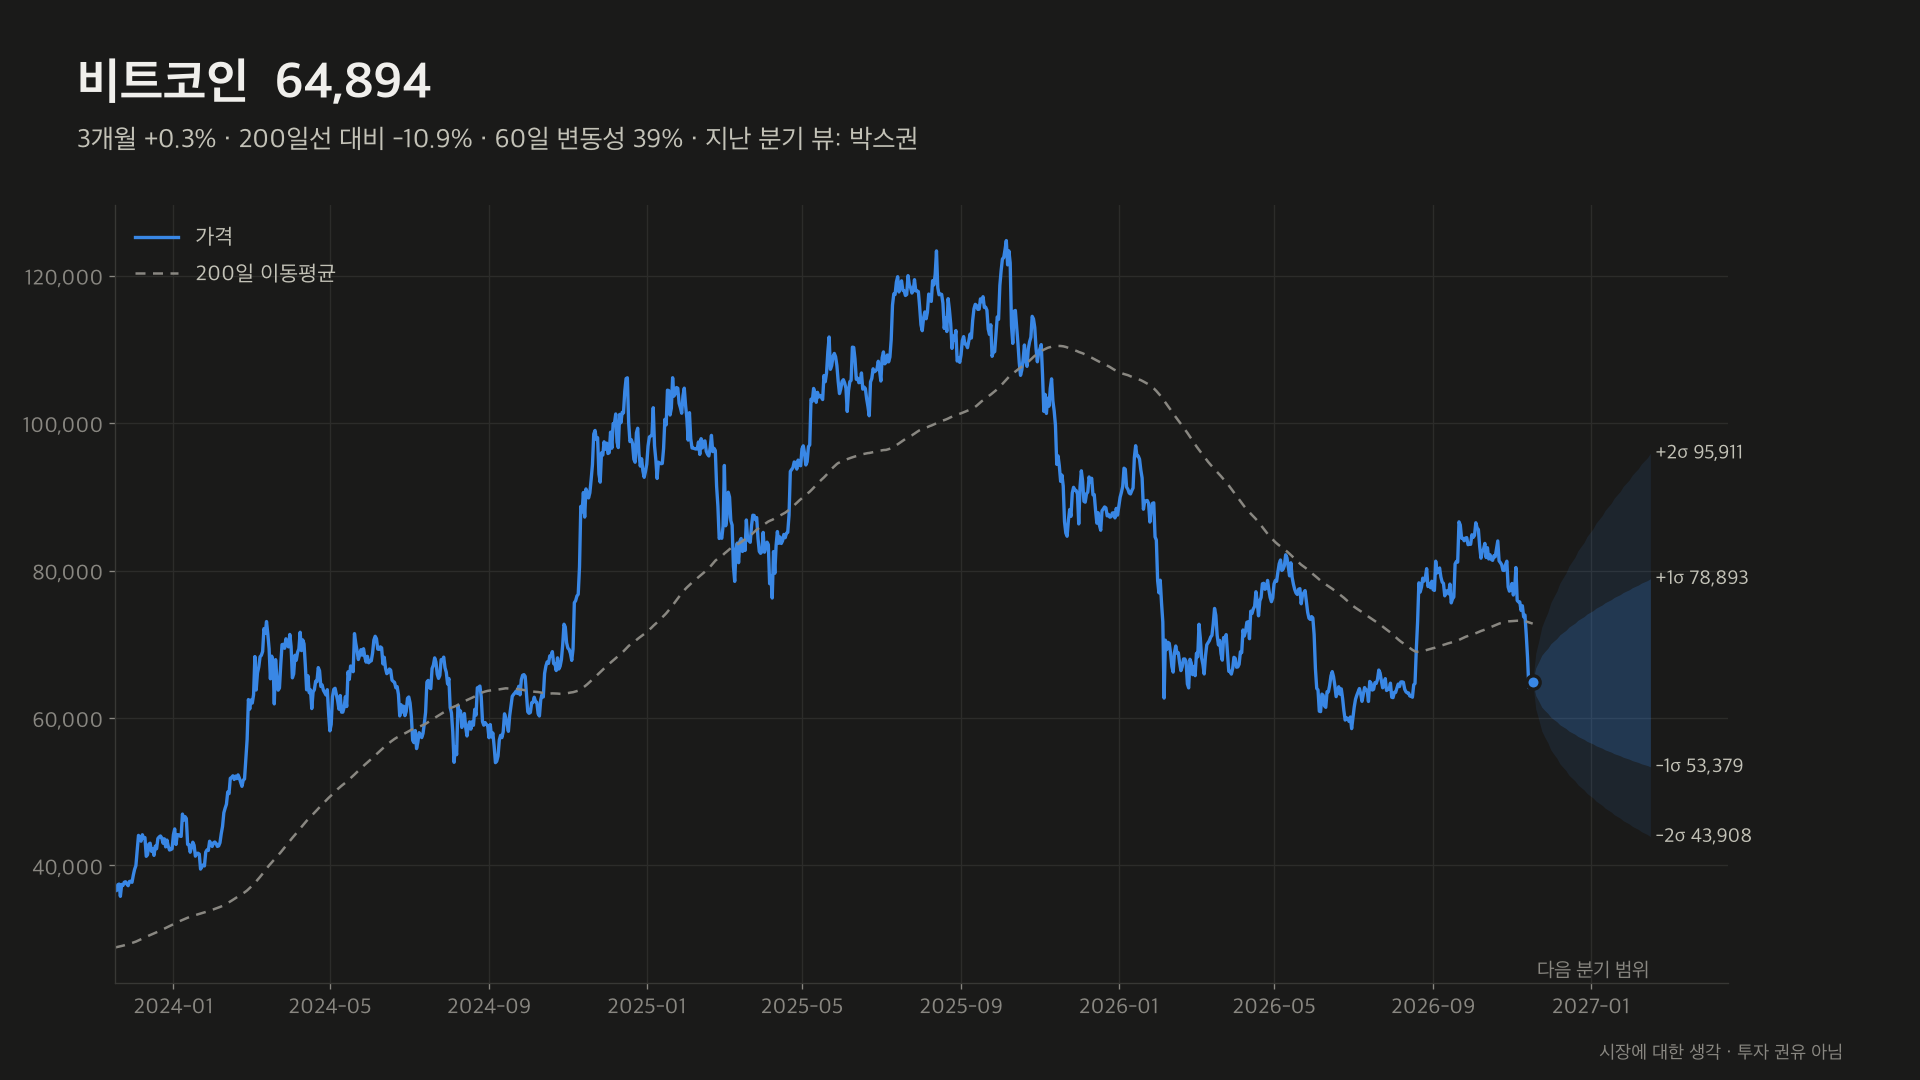 비트코인 64,894
3개월 +0.3% · 200일선 대비 -10.9% · 60일 변동성 39% · 지난 분기 뷰: 박스권
가격
200일 이동평균
120,000
100,000
80,000
60,000
40,000
+2σ 95,911
+1σ 78,893
-1σ 53,379
-2σ 43,908
다음 분기 범위
2024-01
2024-05
2024-09
2025-01
2025-05
2025-09
2026-01
2026-05
2026-09
2027-01
시장에 대한 생각 · 투자 권유 아님